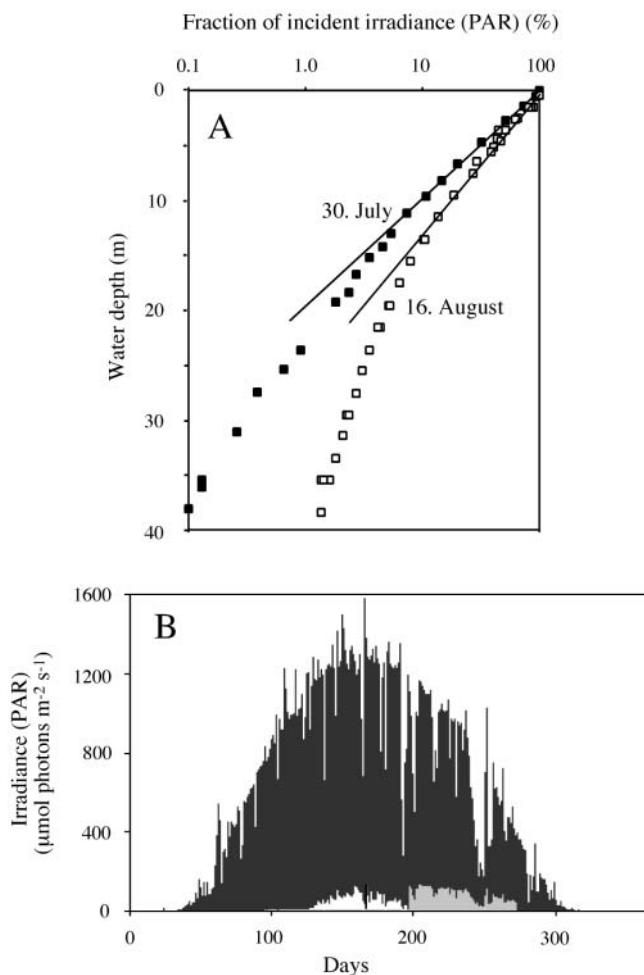 Fraction of incident irradiance (PAR) (%)
0.1 1.0 10 100
0
10
20
30
40
Water depth (m)
A
30. July
16. August
B
1600
1200
800
400
0
Irradiance (PAR)
(μmol photons m-2 s-1)
0 100 200 300
Days